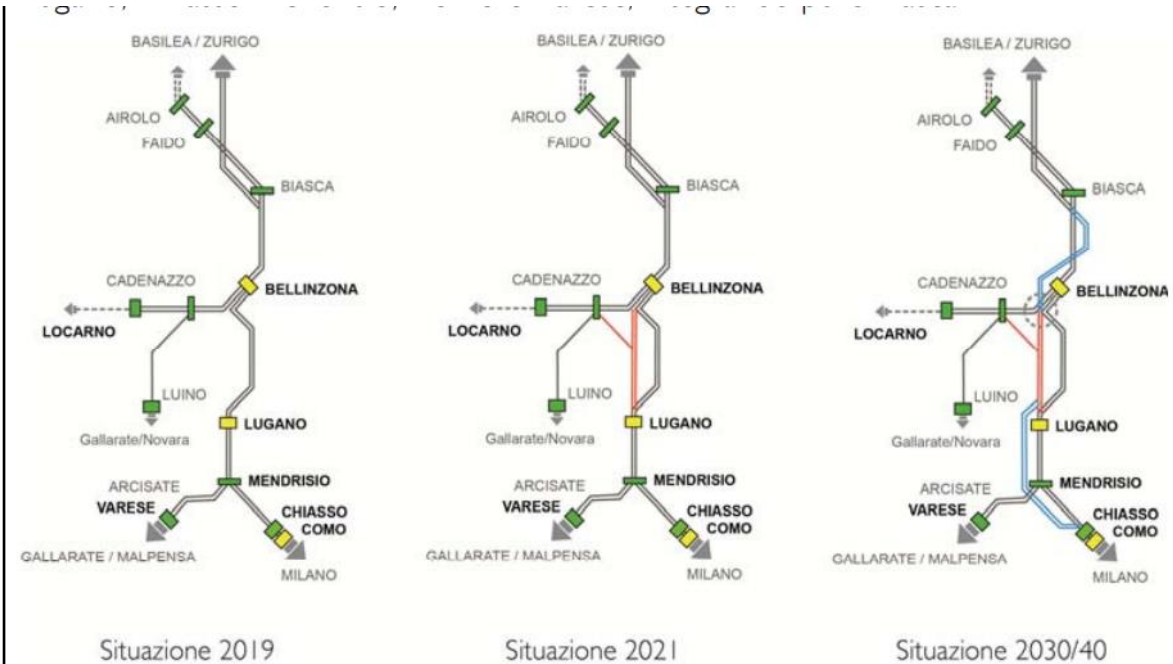 BASILEA / ZURIGO
AIROLO
FAIDO
BIASCA
CADENAZZO
BELLINZONA
LOCARNO
LUINO
LUGANO
Gallarate/Novara
MENDRISIO
ARCISATE
VARESE
CHIASSO
COMO
GALLARATE / MALPENSA
MILANO
Situazione 2019
BASILEA / ZURIGO
AIROLO
FAIDO
BIASCA
CADENAZZO
BELLINZONA
LOCARNO
LUINO
LUGANO
Gallarate/Novara
MENDRISIO
ARCISATE
VARESE
CHIASSO
COMO
GALLARATE / MALPENSA
MILANO
Situazione 2021
BASILEA / ZURIGO
AIROLO
FAIDO
BIASCA
CADENAZZO
BELLINZONA
LOCARNO
LUINO
LUGANO
Gallarate/Novara
MENDRISIO
ARCISATE
VARESE
CHIASSO
COMO
GALLARATE / MALPENSA
MILANO
Situazione 2030/40